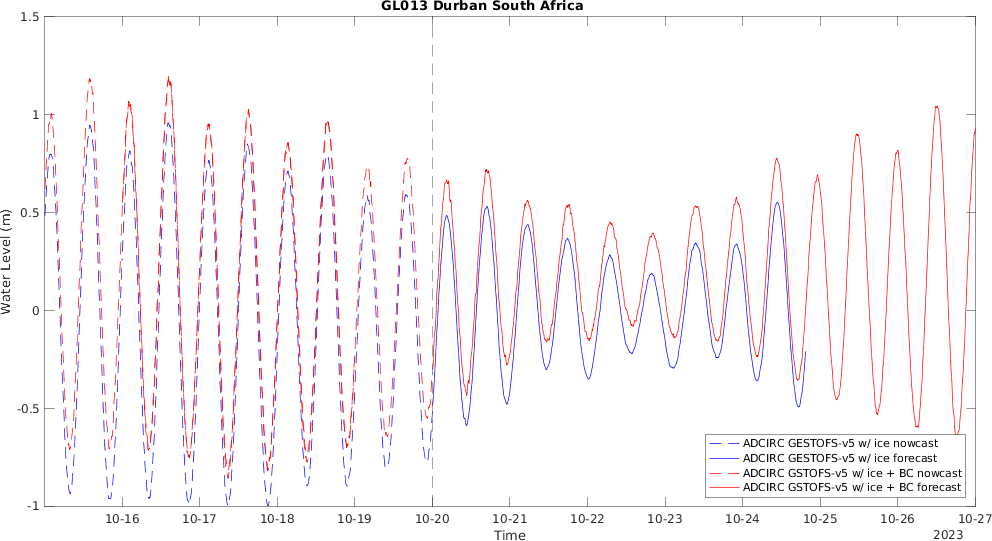 GL013 Durban South Africa
1.5
1
0.5
0
-0.5
-1
Water Level (m)
10-16 10-17 10-18 10-19 10-20 10-21 10-22 10-23 10-24 10-25 10-26 10-27
Time
2023
ADCIRC GESTOFS-v5 w/ ice nowcast
ADCIRC GESTOFS-v5 w/ ice forecast
ADCIRC GSTOFS-v5 w/ ice + BC nowcast
ADCIRC GSTOFS-v5 w/ ice + BC forecast